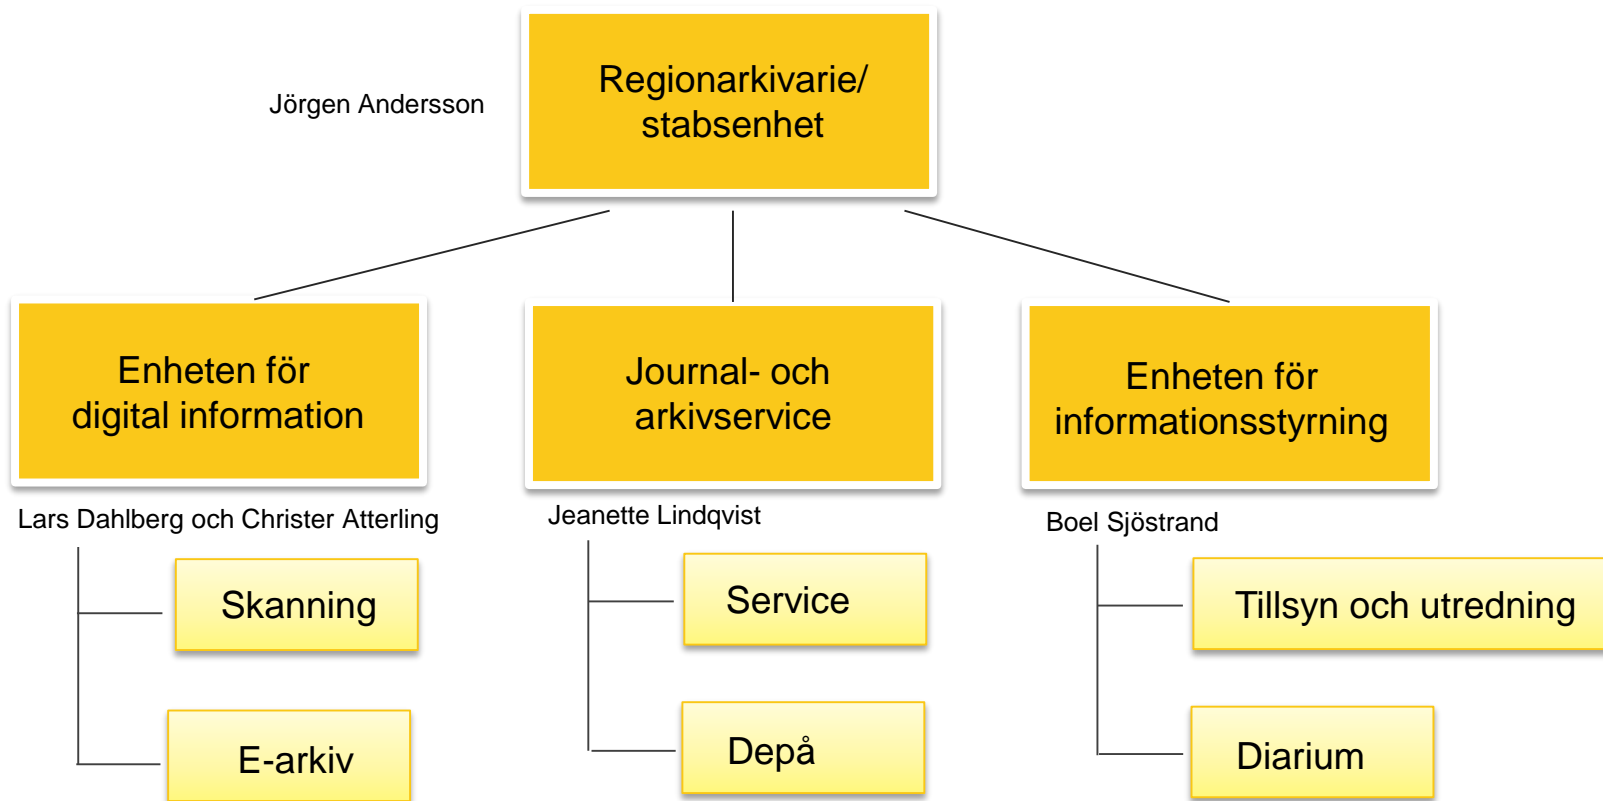 Jörgen Andersson
Regionarkivarie/
stabsenhet
Enheten för
digital information
Journal- och
arkivservice
Enheten för
informationsstyrning
Lars Dahlberg och Christer Atterling
Jeanette Lindqvist
Boel Sjöstrand
Skanning
Service
Tillsyn och utredning
E-arkiv
Depå
Diarium